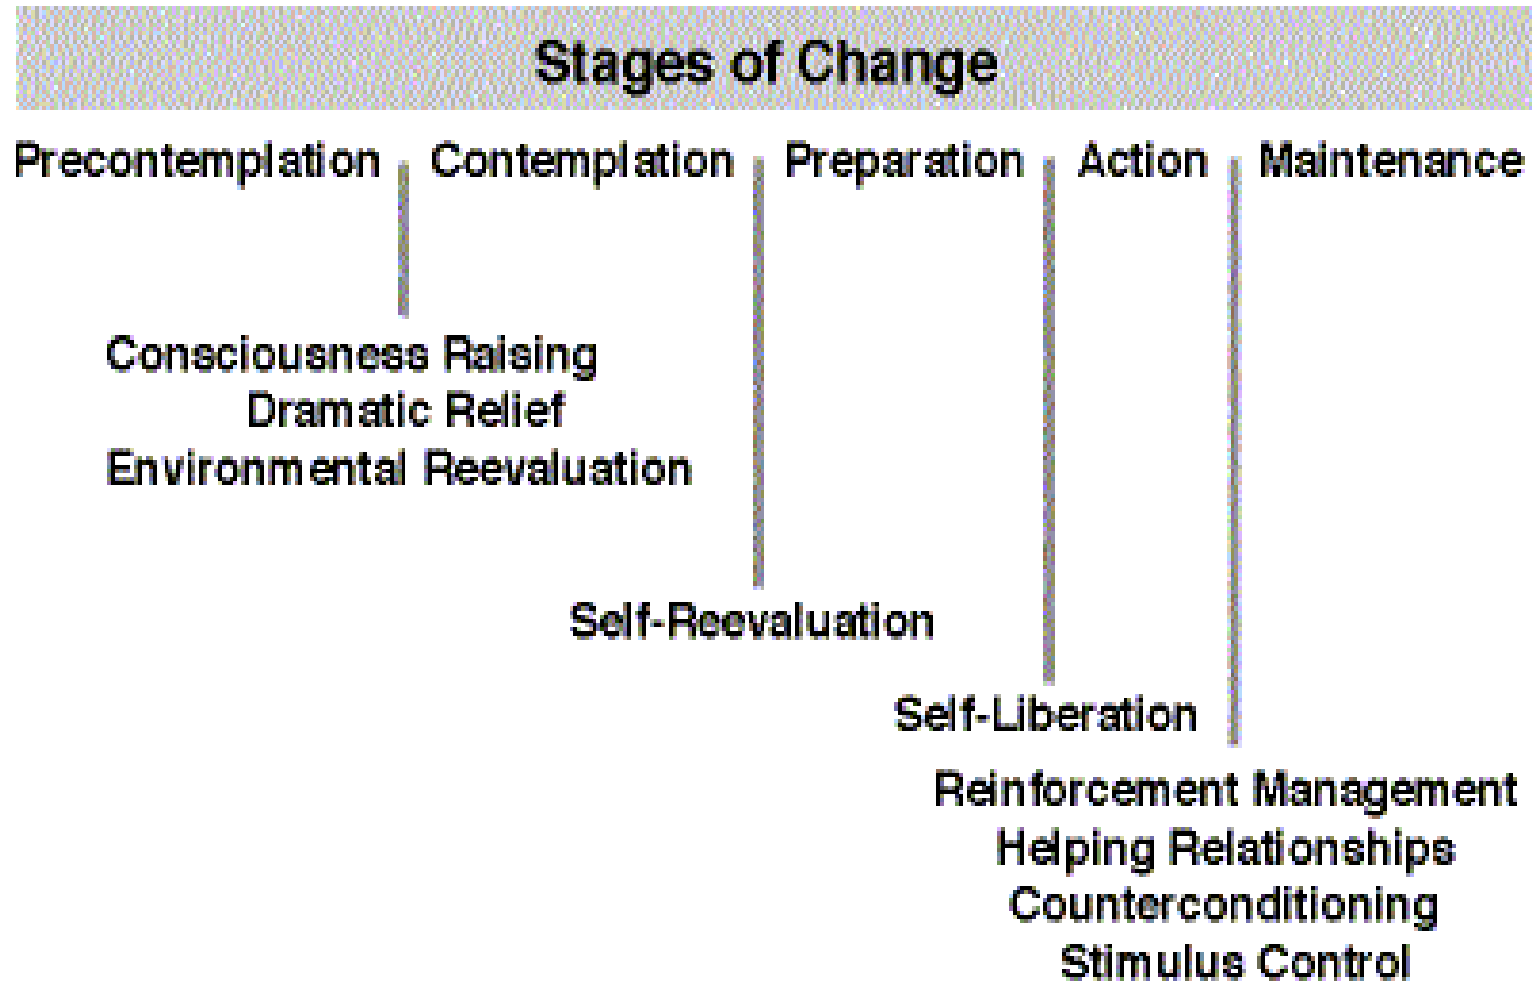 Stages of Change
Precontemplation Contemplation Preparation Action Maintenance
Consciousness Raising
Dramatic Relief
Environmental Reevaluation
Self-Reevaluation
Self-Liberation
Reinforcement Management
Helping Relationships
Counterconditioning
Stimulus Control